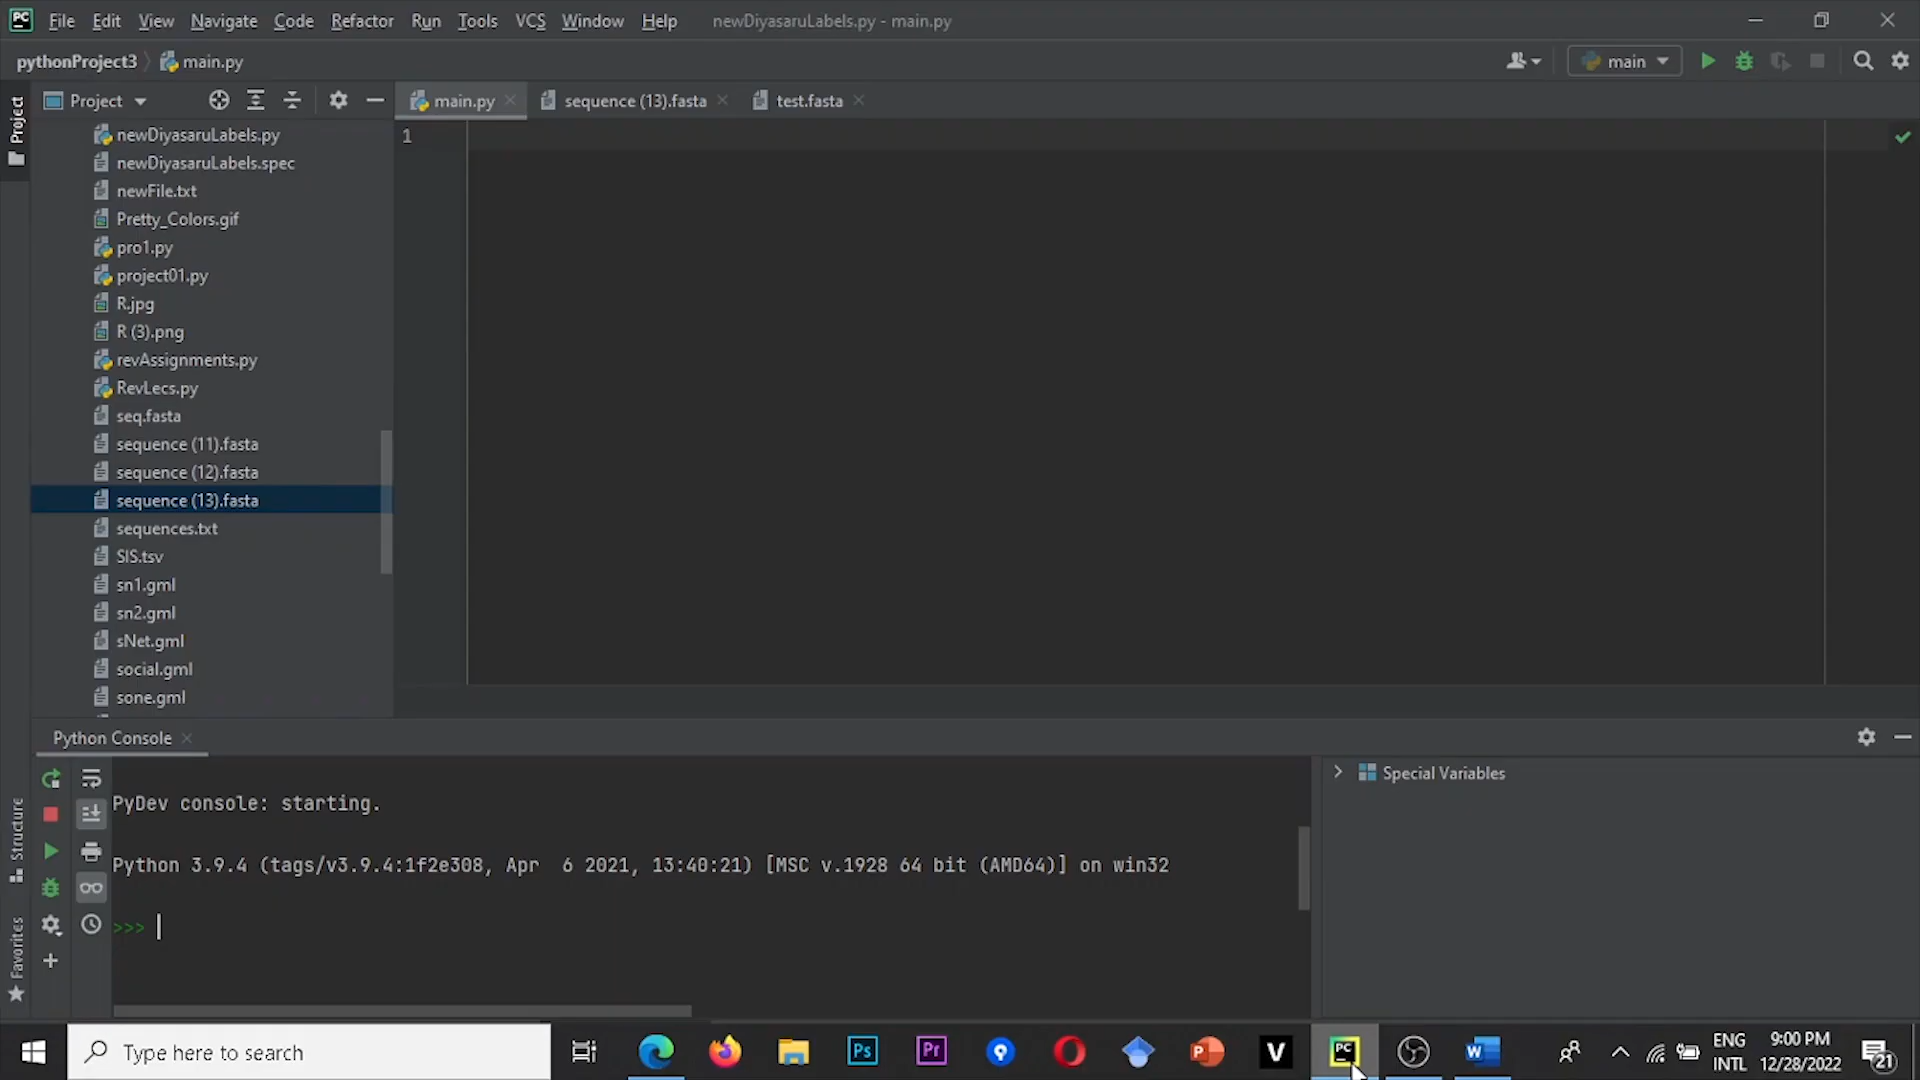 PC File Edit View Navigate Code Refactor Run Tools VCS Window Help newDiyasaruLabels.py - main.py
pythonProject3 main.py main
Project Project main.py sequence (13).fasta test.fasta
1
newDiyasaruLabels.py
newDiyasaruLabels.spec
newFile.txt
Pretty_Colors.gif
pro1.py
project01.py
R.jpg
R (3).png
revAssignments.py
RevLecs.py
seq.fasta
sequence (11).fasta
sequence (12).fasta
sequence (13).fasta
sequences.txt
SIS.tsv
sn1.gml
sn2.gml
sNet.gml
social.gml
sone.gml
Python Console
Structure
Favorites
PyDev console: starting.
Python 3.9.4 (tags/v3.9.4:1f2e308, Apr  6 2021, 13:40:21) [MSC v.1928 64 bit (AMD64)] on win32
>>>
Special Variables
Type here to search
Ps Pr P V PC W
ENG
INTL
9:00 PM
12/28/2022
21